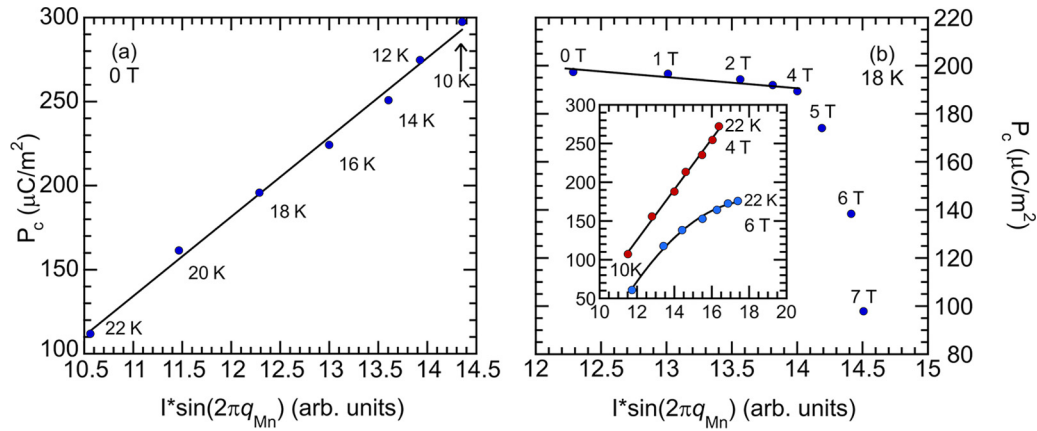 300
250
200
150
100
P_c (μC/m²)
(a)
0 T
12 K
10 K
14 K
16 K
18 K
20 K
22 K
10.5 11 11.5 12 12.5 13 13.5 14 14.5
I*sin(2πq_Mn) (arb. units)
220
200
180
160
140
120
100
80
P_c (μC/m²)
0 T 1 T 2 T 4 T
(b)
18 K
5 T
6 T
7 T
300
250
200
150
100
50
22 K
4 T
22 K
6 T
10K
10 12 14 16 18 20
12 12.5 13 13.5 14 14.5 15
I*sin(2πq_Mn) (arb. units)